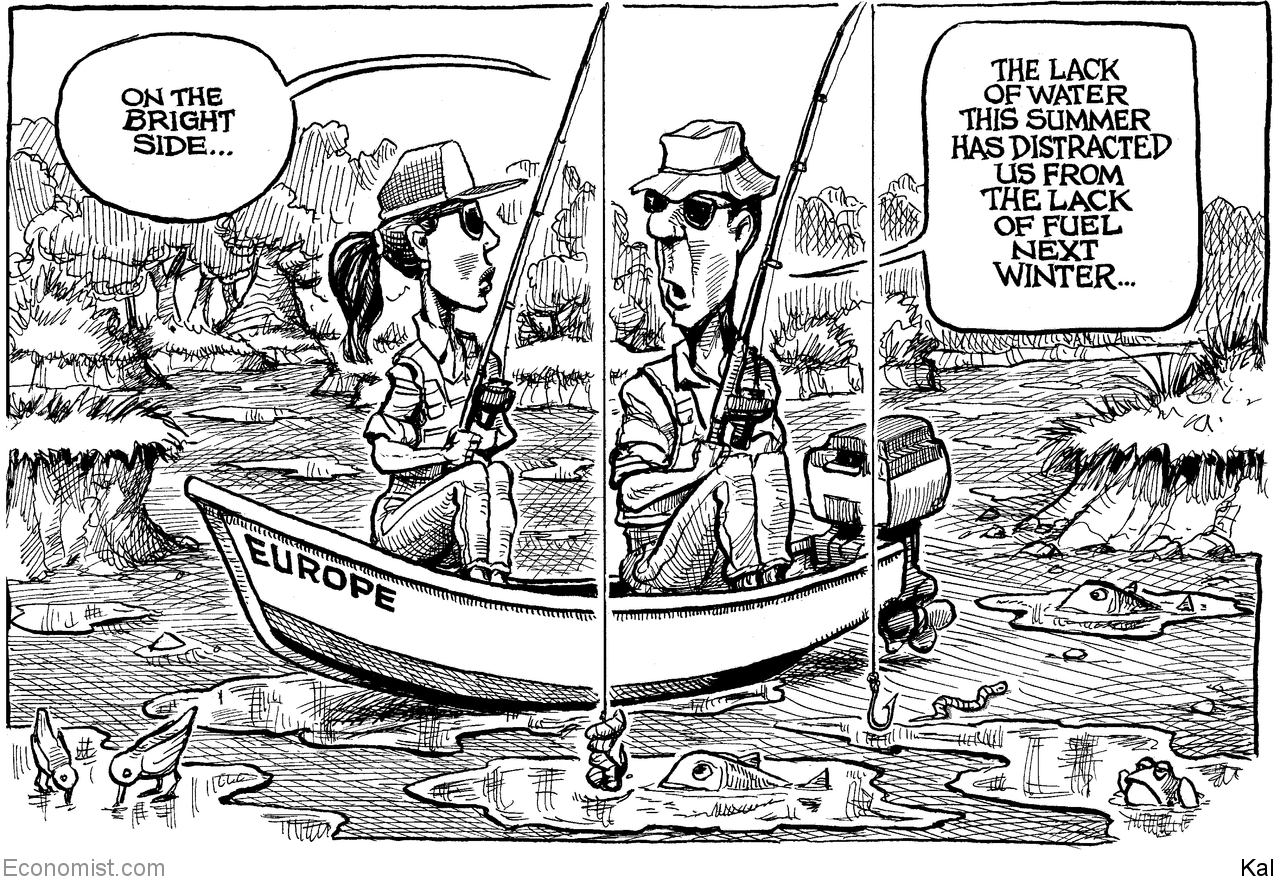 ON THE
BRIGHT
SIDE...
THE LACK
OF WATER
THIS SUMMER
HAS DISTRACTED
US FROM
THE LACK
OF FUEL
NEXT
WINTER...
EUROPE
Economist.com
Kal